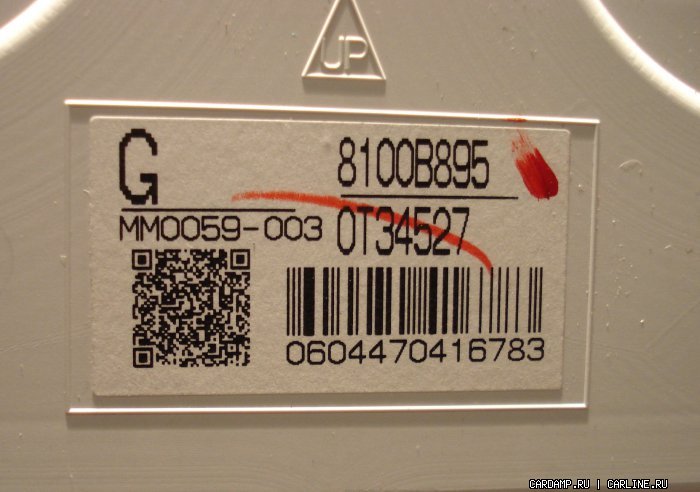 UP
G
8100B895
MM0059-003
0T34527
0604470416783
CARDAMP.RU | CARLINE.RU